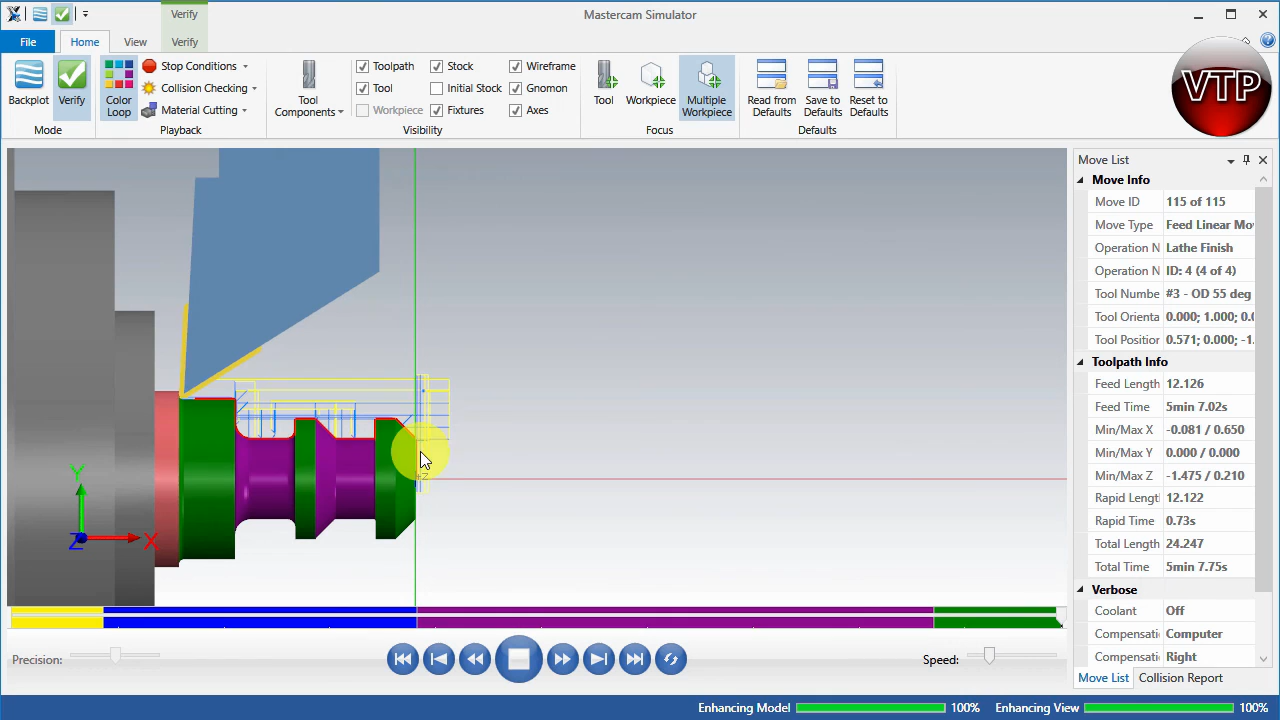 Verify
Mastercam Simulator
File
Home
View
Verify
VTP
Backplot
Verify
Mode
Color Loop
Stop Conditions
Collision Checking
Material Cutting
Playback
Tool Components
Toolpath
Tool
Workpiece
Stock
Initial Stock
Fixtures
Wireframe
Gnomon
Axes
Visibility
Tool
Workpiece
Multiple Workpiece
Focus
Read from Defaults
Save to Defaults
Reset to Defaults
Defaults
Move List
Move Info
Move ID 115 of 115
Move Type Feed Linear Mo
Operation N Lathe Finish
Operation N ID: 4 (4 of 4)
Tool Numbe #3 - OD 55 deg
Tool Orienta 0.000; 1.000; 0.0
Tool Position 0.571; 0.000; -1.
Toolpath Info
Feed Length 12.126
Feed Time 5min 7.02s
Min/Max X -0.081 / 0.650
Min/Max Y 0.000 / 0.000
Min/Max Z -1.475 / 0.210
Rapid Lengt 12.122
Rapid Time 0.73s
Total Length 24.247
Total Time 5min 7.75s
Verbose
Coolant Off
Compensati Computer
Compensati Right
Move List
Collision Report
Y
Z
X
+Z
Precision:
Speed:
Enhancing Model 100%
Enhancing View 100%